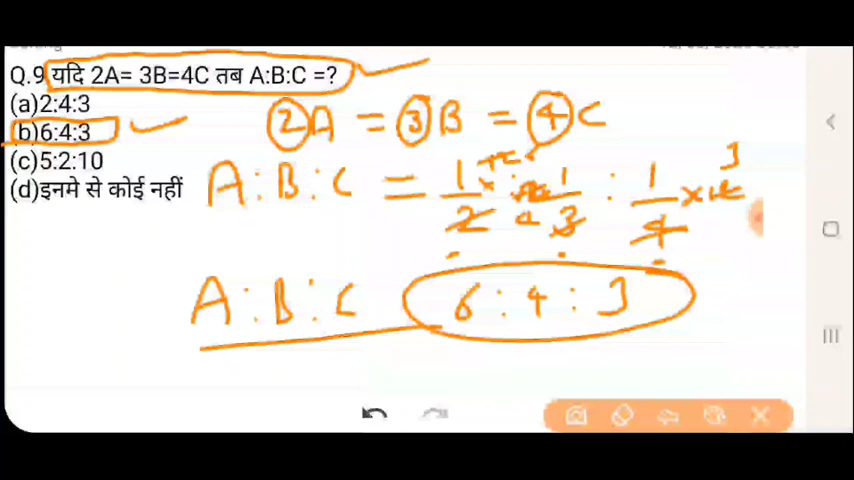 Q.9 यदि 2A= 3B=4C तब A:B:C =?
(a)2:4:3
(b)6:4:3
(c)5:2:10
(d)इनमे से कोई नहीं
2A = 3B = 4C
A:B:C = 1/2 × : 1/3 : 1/4 × 3
A:B:C 6:4:3